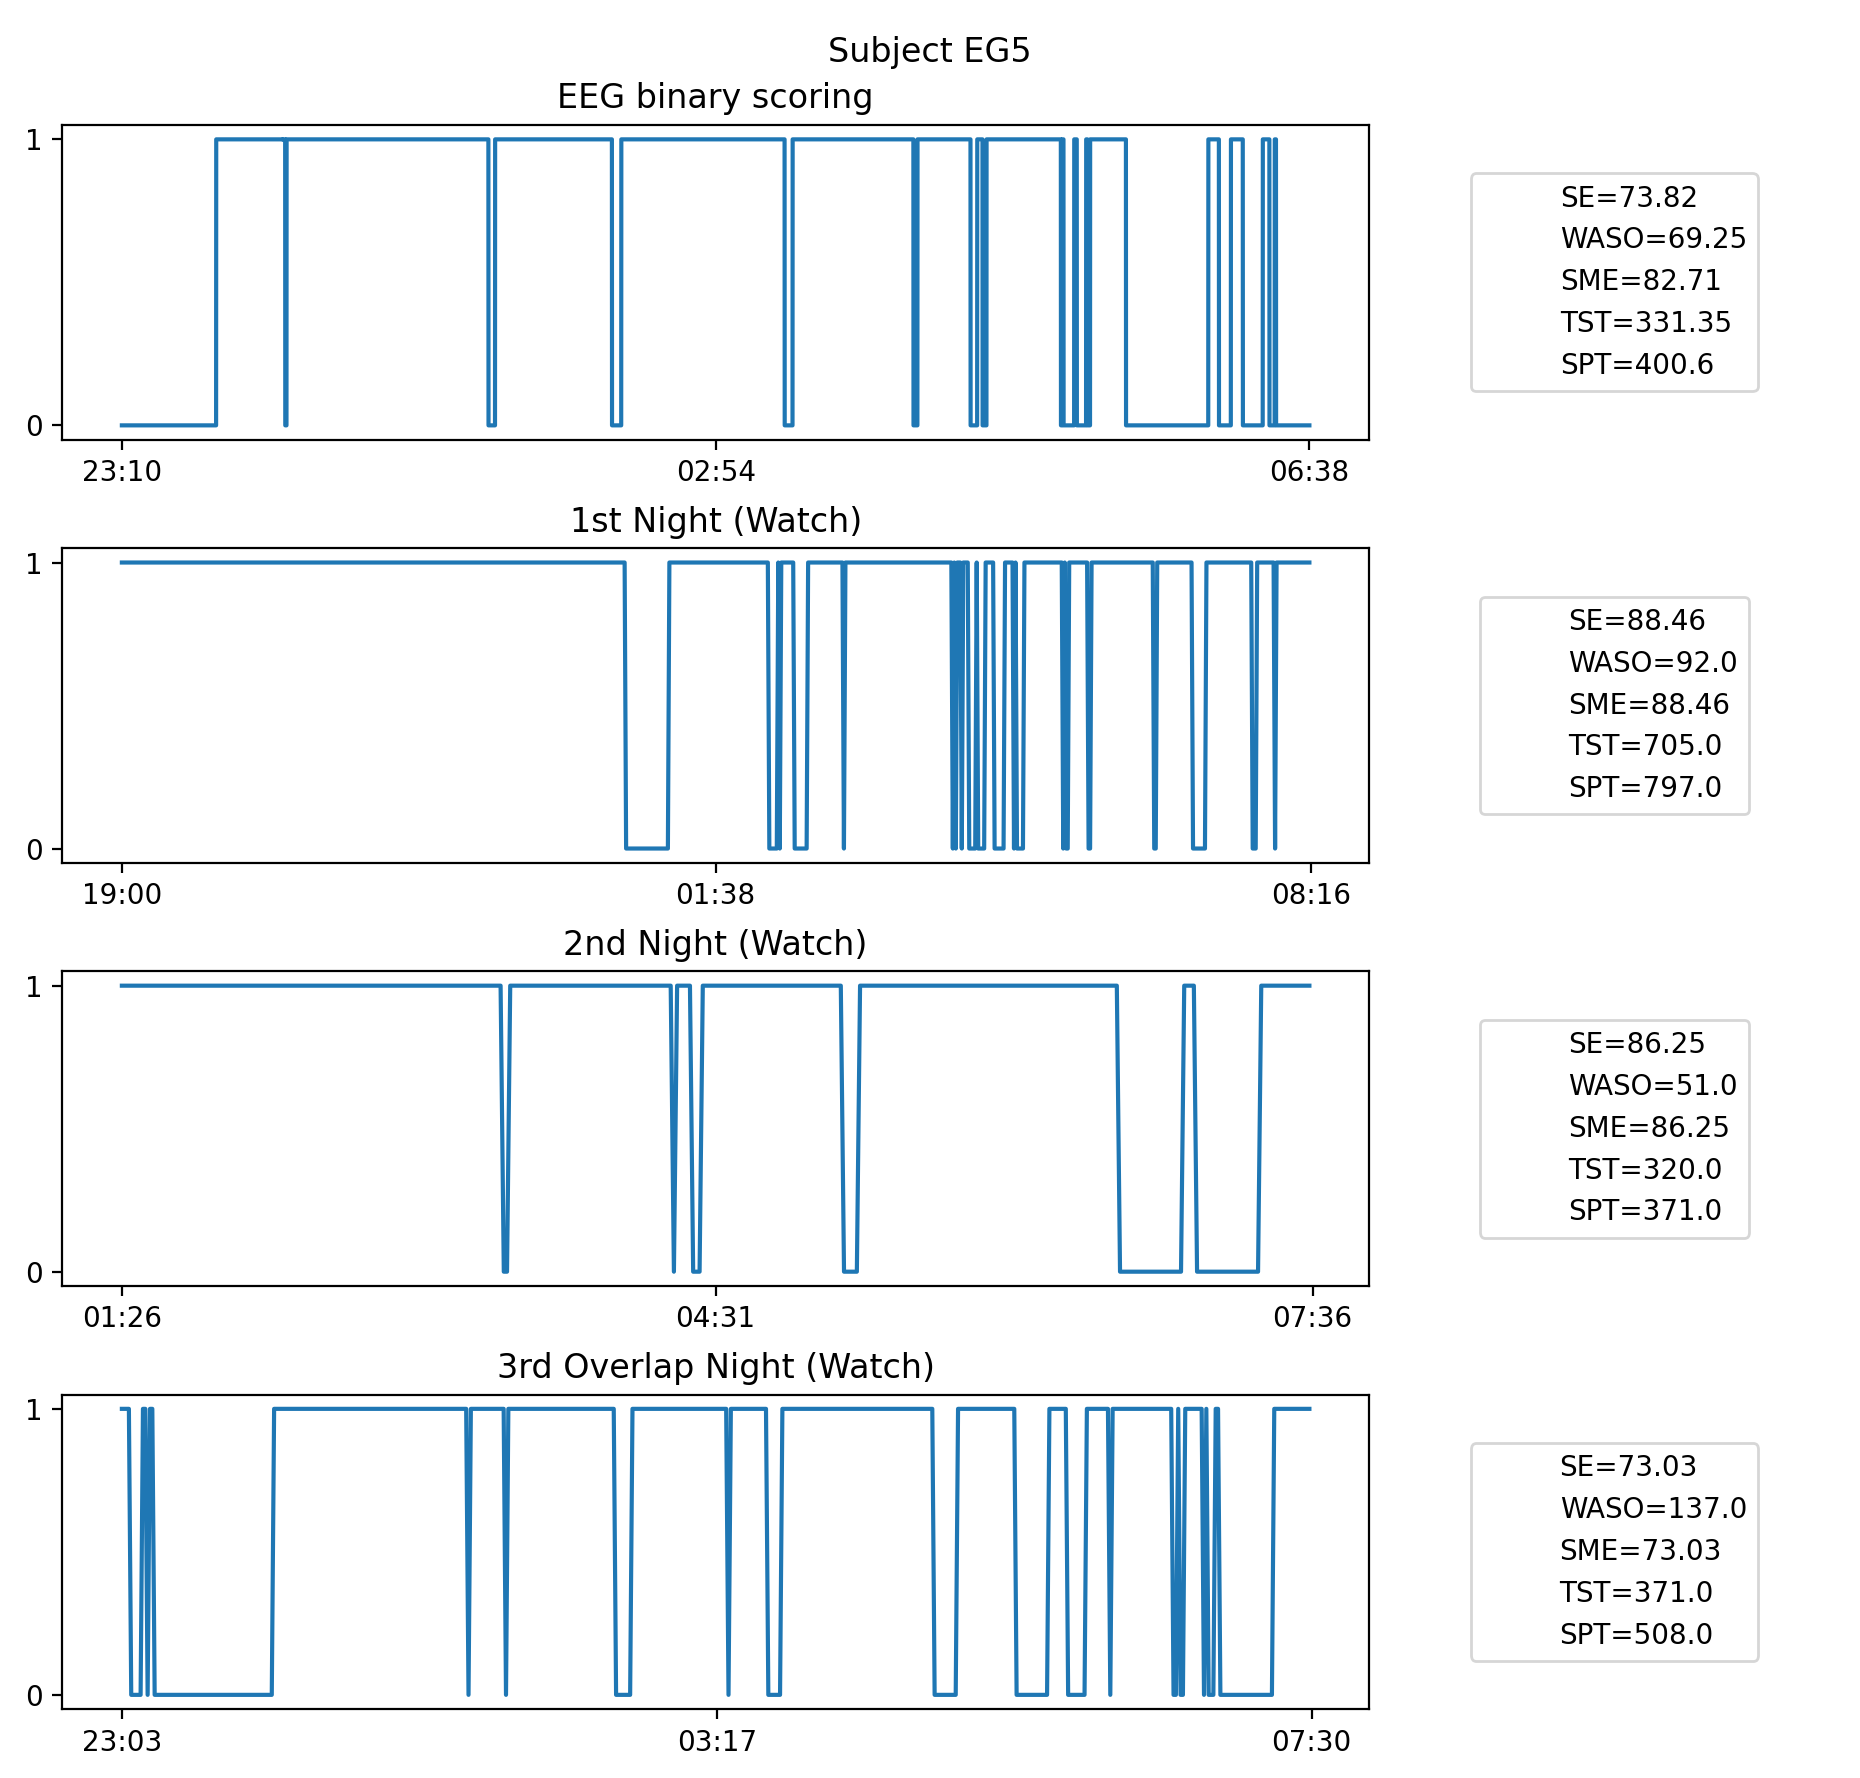 Subject EG5
EEG binary scoring
1
0
23:10
02:54
06:38
SE=73.82
WASO=69.25
SME=82.71
TST=331.35
SPT=400.6
1st Night (Watch)
1
0
19:00
01:38
08:16
SE=88.46
WASO=92.0
SME=88.46
TST=705.0
SPT=797.0
2nd Night (Watch)
1
0
01:26
04:31
07:36
SE=86.25
WASO=51.0
SME=86.25
TST=320.0
SPT=371.0
3rd Overlap Night (Watch)
1
0
23:03
03:17
07:30
SE=73.03
WASO=137.0
SME=73.03
TST=371.0
SPT=508.0